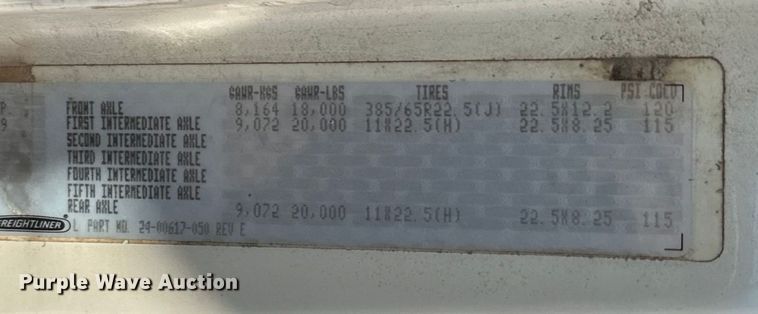 GAWR-KGS GAWR-LBS TIRES RIMS PSI-COLD
P FRONT AXLE 8,164 18,000 385/65R22.5(J) 22.5X12.2 120
9 FIRST INTERMEDIATE AXLE 9,072 20,000 11X22.5(H) 22.5X8.25 115
SECOND INTERMEDIATE AXLE
THIRD INTERMEDIATE AXLE
FOURTH INTERMEDIATE AXLE
FIFTH INTERMEDIATE AXLE
REAR AXLE 9,072 20,000 11X22.5(H) 22.5X8.25 115
FREIGHTLINER L PART NO. 24-00617-050 REV E
Purple Wave Auction